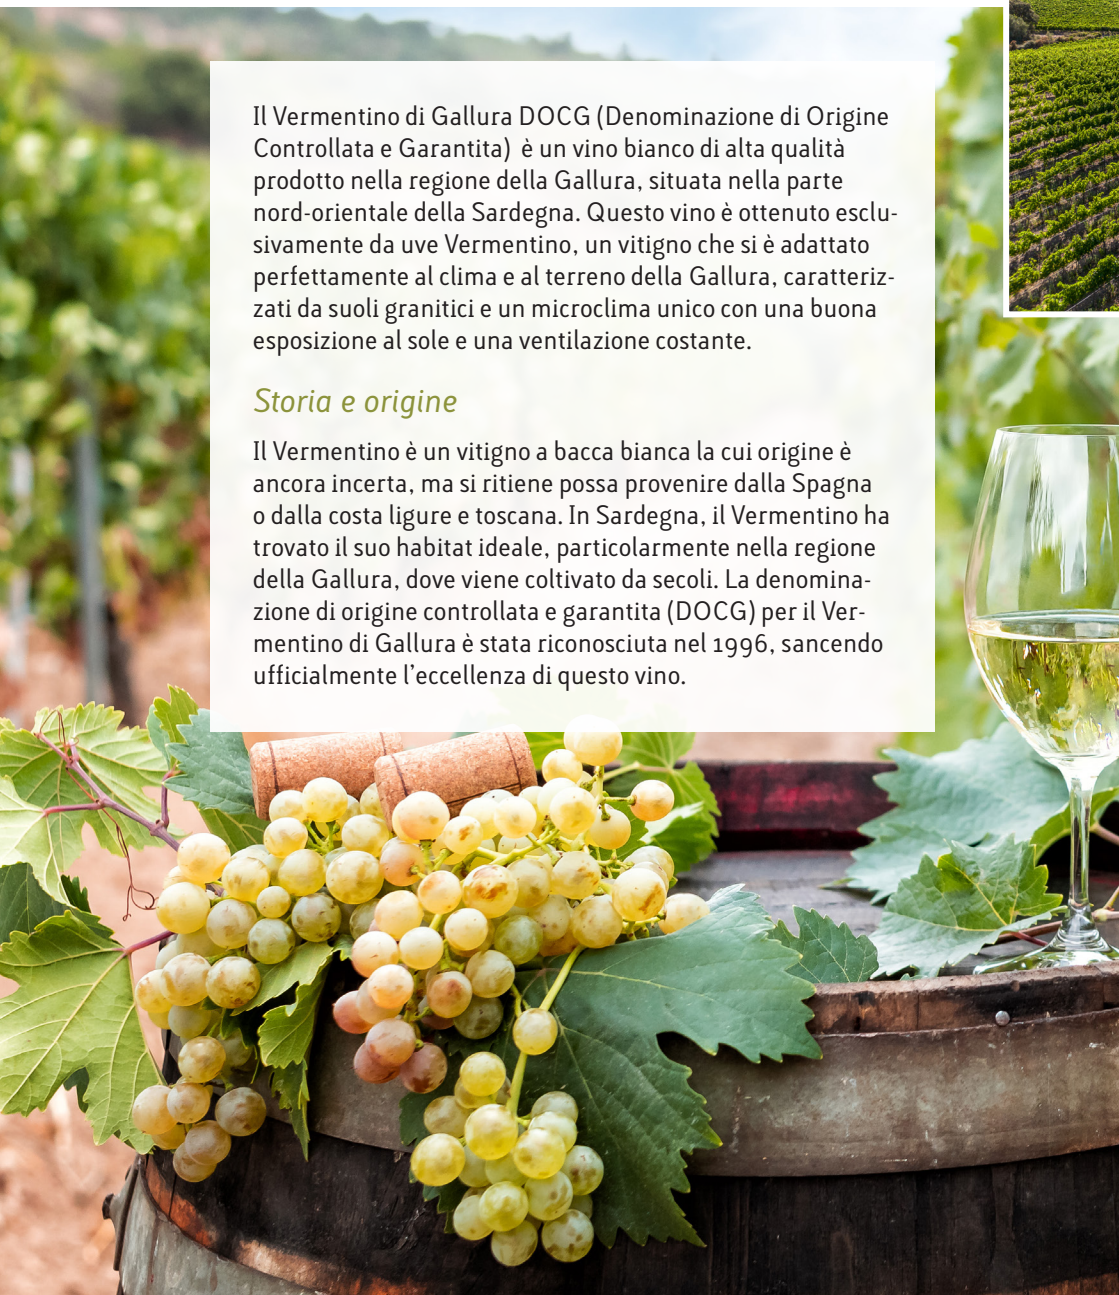 Il Vermentino di Gallura DOCG (Denominazione di Origine
Controllata e Garantita) è un vino bianco di alta qualità
prodotto nella regione della Gallura, situata nella parte
nord-orientale della Sardegna. Questo vino è ottenuto esclu-
sivamente da uve Vermentino, un vitigno che si è adattato
perfettamente al clima e al terreno della Gallura, caratteriz-
zati da suoli granitici e un microclima unico con una buona
esposizione al sole e una ventilazione costante.
Storia e origine
Il Vermentino è un vitigno a bacca bianca la cui origine è
ancora incerta, ma si ritiene possa provenire dalla Spagna
o dalla costa ligure e toscana. In Sardegna, il Vermentino ha
trovato il suo habitat ideale, particolarmente nella regione
della Gallura, dove viene coltivato da secoli. La denomina-
zione di origine controllata e garantita (DOCG) per il Ver-
mentino di Gallura è stata riconosciuta nel 1996, sancendo
ufficialmente l’eccellenza di questo vino.